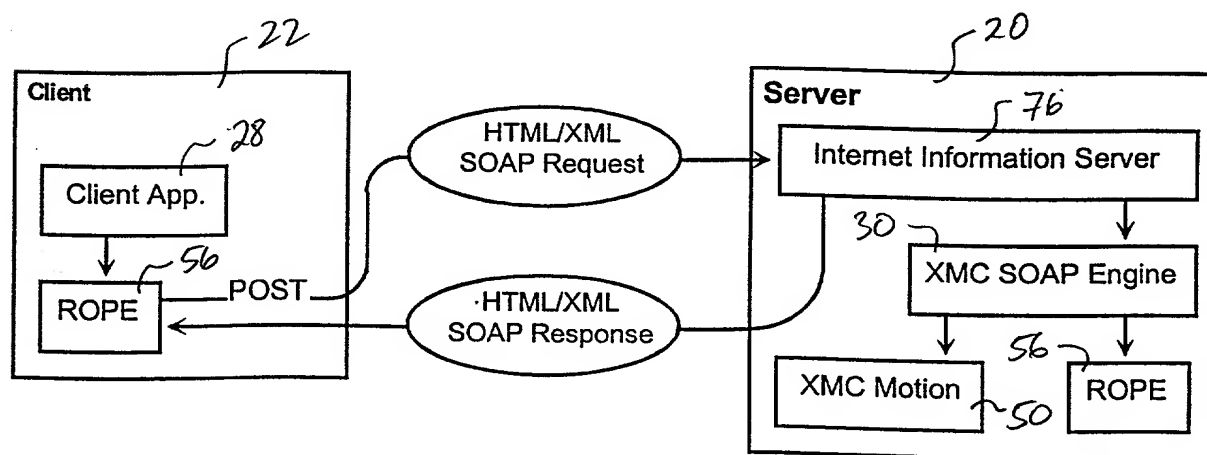 22
20
Client
Server
76
28
HTML/XML
SOAP Request
Internet Information Server
Client App.
30
56
XMC SOAP Engine
ROPE
POST
HTML/XML
SOAP Response
56
XMC Motion
50
ROPE